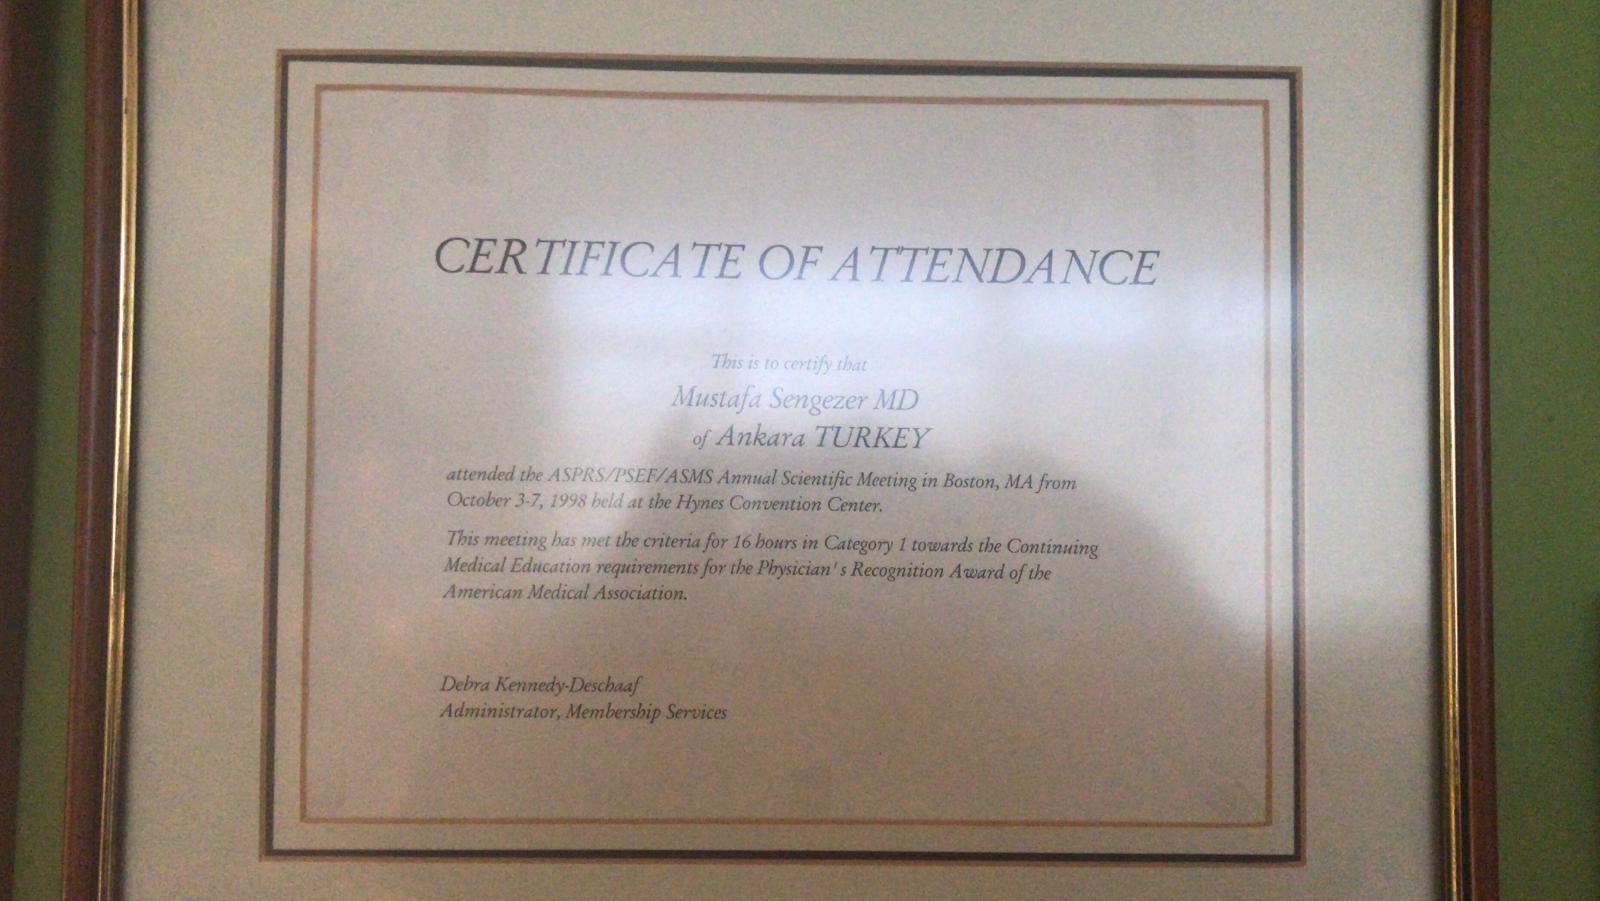 CERTIFICATE OF ATTENDANCE
This is to certify that
Mustafa Sengezer MD
of Ankara TURKEY
attended the ASPRS/PSEF/ASMS Annual Scientific Meeting in Boston, MA from
October 3-7, 1998 held at the Hynes Convention Center.
This meeting has met the criteria for 16 hours in Category 1 towards the Continuing
Medical Education requirements for the Physician's Recognition Award of the
American Medical Association.
Debra Kennedy-Deschaaf
Administrator, Membership Services